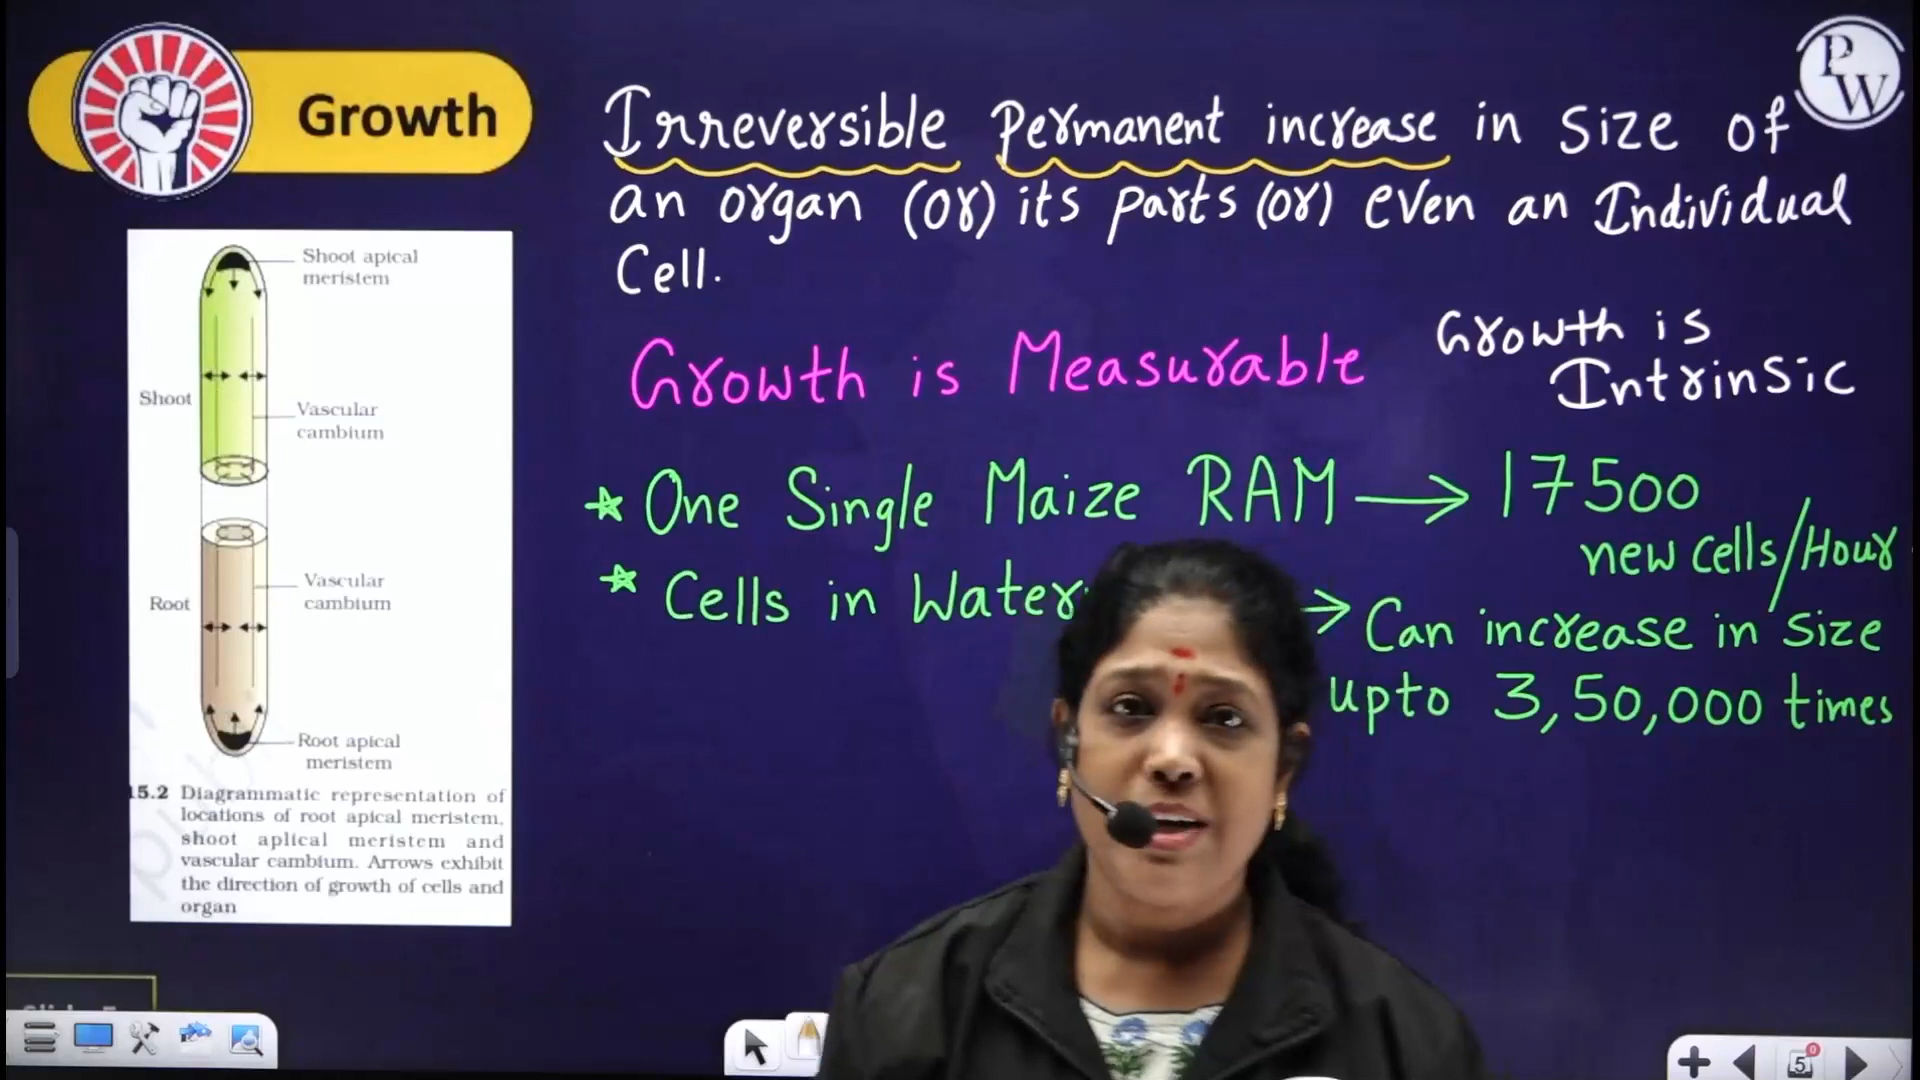 Growth
PW
Irreversible Permanent increase in Size of
an organ (or) its parts (or) even an Individual
Cell.
Growth is Measurable
Growth is
Intrinsic
One Single Maize RAM → 17500
new cells/Hour
Cells in Water
→ Can increase in Size
upto 3,50,000 times
Shoot apical
meristem
Shoot
Vascular
cambium
Vascular
cambium
Root
Root apical
meristem
15.2 Diagrammatic representation of
locations of root apical meristem,
shoot aplical meristem and
vascular cambium. Arrows exhibit
the direction of growth of cells and
organ
5
0